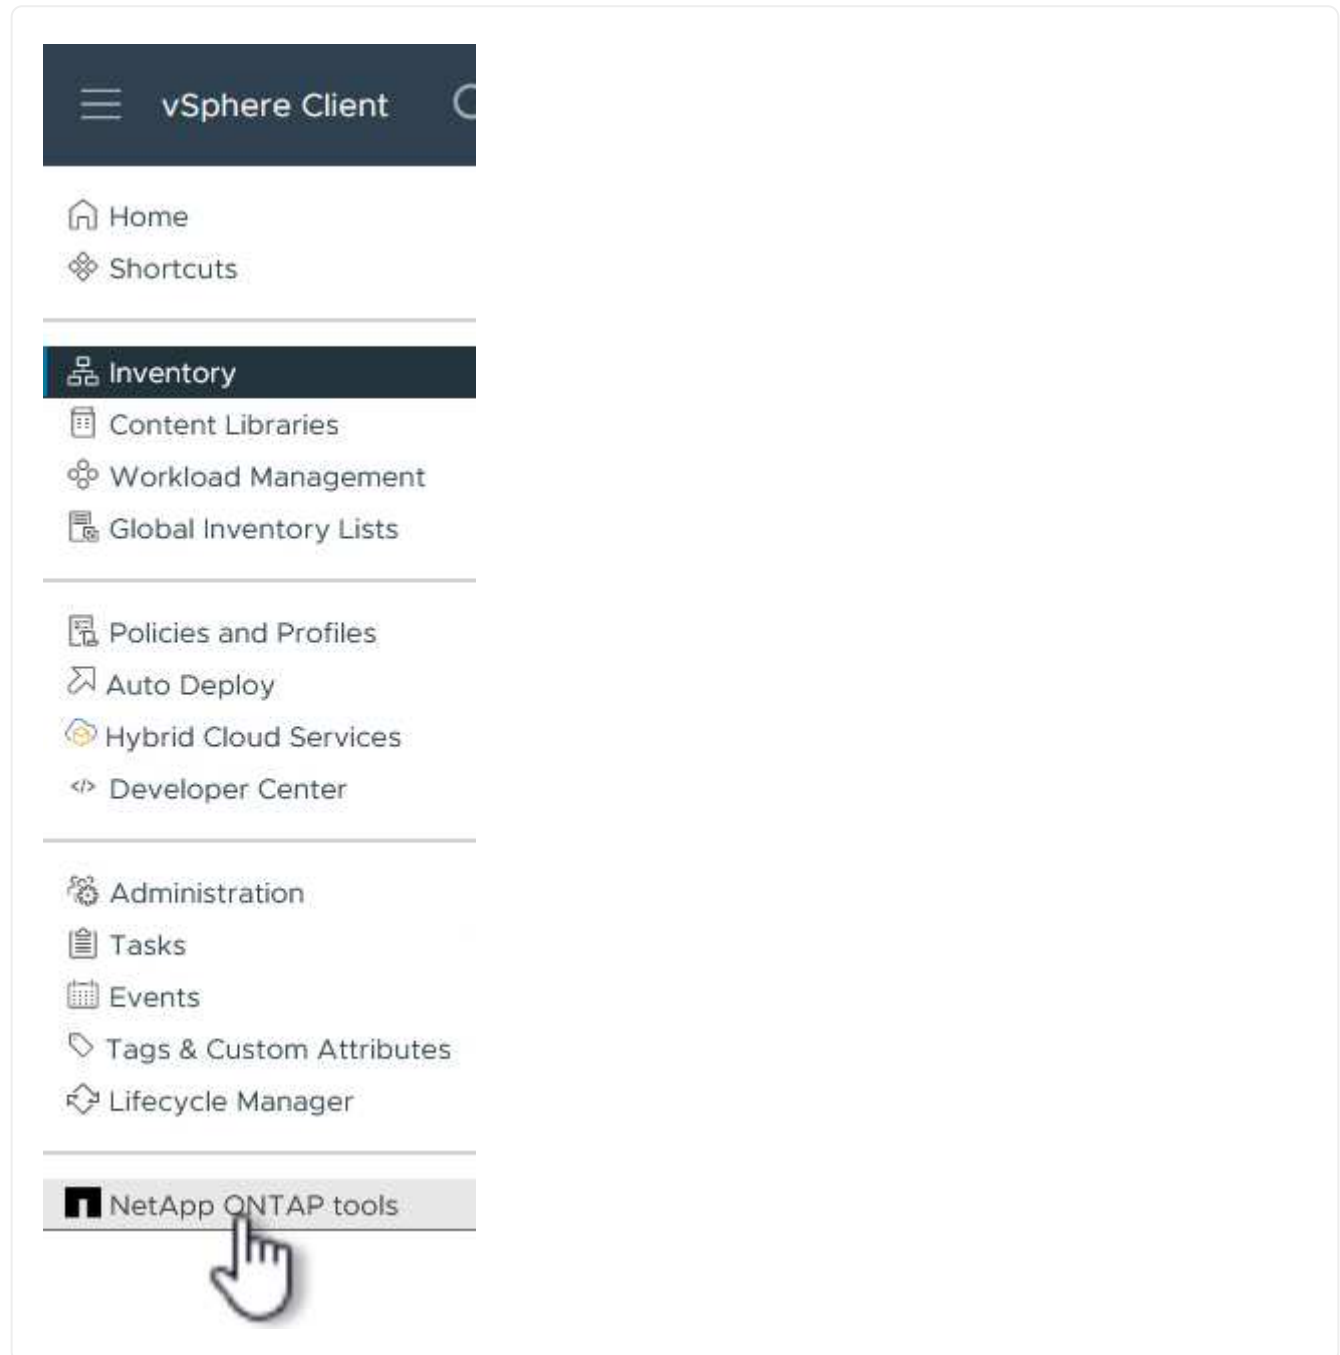 vSphere Client
Home
Shortcuts
Inventory
Content Libraries
Workload Management
Global Inventory Lists
Policies and Profiles
Auto Deploy
Hybrid Cloud Services
Developer Center
Administration
Tasks
Events
Tags & Custom Attributes
Lifecycle Manager
NetApp ONTAP tools